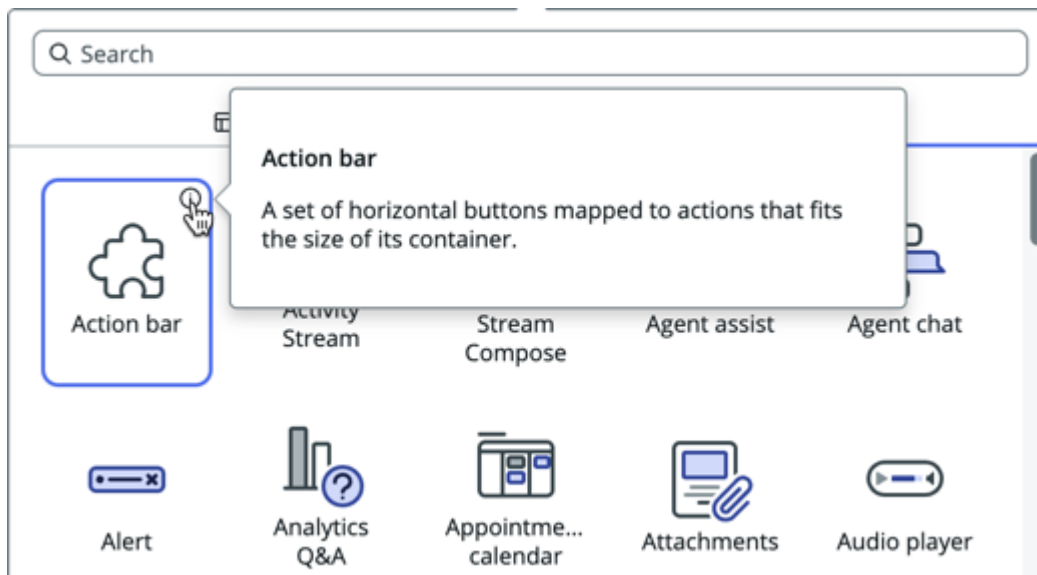 Search
Action bar
A set of horizontal buttons mapped to actions that fits
the size of its container.
Action bar
Activity
Stream
Stream
Compose
Agent assist
Agent chat
Alert
Analytics
Q&A
Appointme...
calendar
Attachments
Audio player